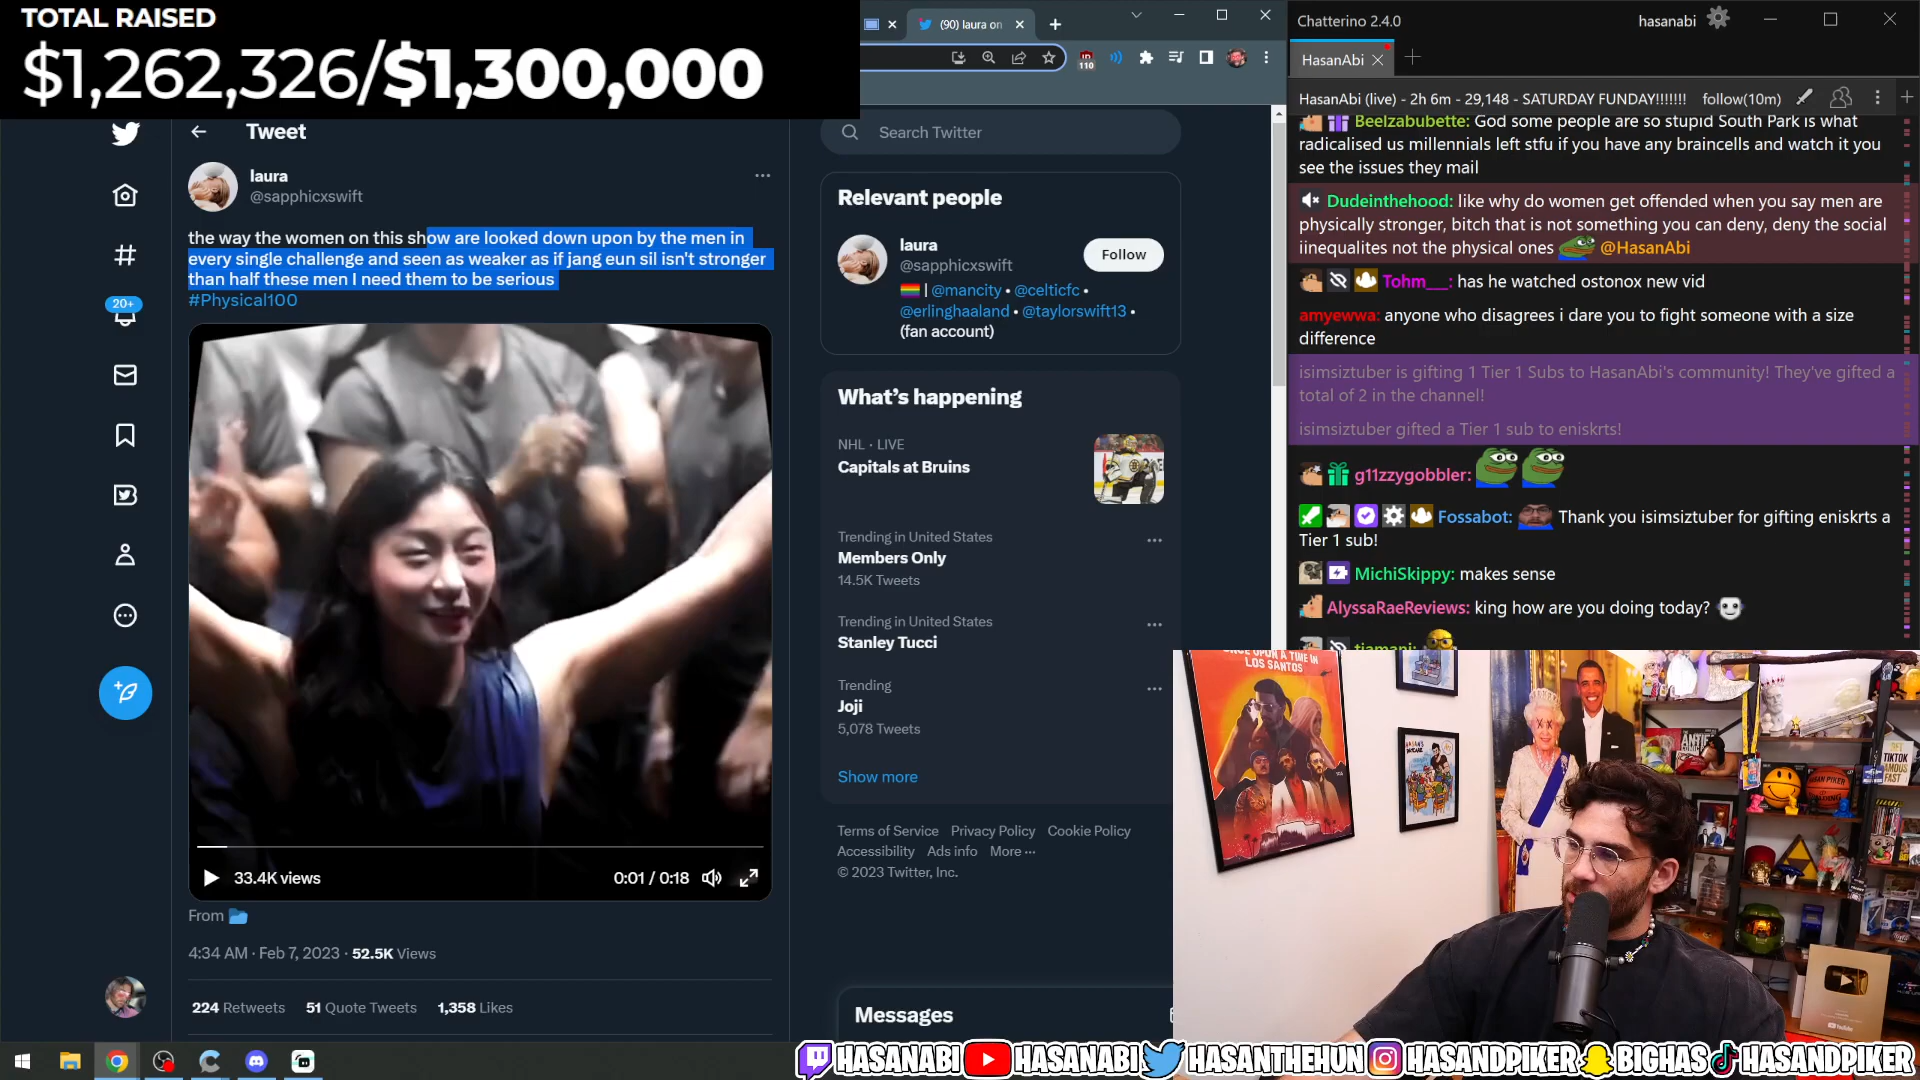 TOTAL RAISED
$1,262,326/$1,300,000
(90) laura on
110
Tweet
laura
@sapphicxswift
the way the women on this show are looked down upon by the men in
every single challenge and seen as weaker as if jang eun sil isn't stronger
than half these men I need them to be serious
#Physical100
20+
33.4K views
0:01 / 0:18
From
4:34 AM · Feb 7, 2023 · 52.5K Views
224 Retweets 51 Quote Tweets 1,358 Likes
Search Twitter
Relevant people
laura
@sapphicxswift
Follow
| @mancity • @celticfc •
@erlinghaaland • @taylorswift13 •
(fan account)
What's happening
NHL · LIVE
Capitals at Bruins
Trending in United States
Members Only
14.5K Tweets
Trending in United States
Stanley Tucci
Trending
Joji
5,078 Tweets
Show more
Terms of Service Privacy Policy Cookie Policy
Accessibility Ads info More ···
© 2023 Twitter, Inc.
Messages
Chatterino 2.4.0
hasanabi
HasanAbi
HasanAbi (live) - 2h 6m - 29,148 - SATURDAY FUNDAY!!!!!!! follow(10m)
Beelzabubette: God some people are so stupid South Park is what
radicalised us millennials left stfu if you have any braincells and watch it you
see the issues they mail
Dudeinthehood: like why do women get offended when you say men are
physically stronger, bitch that is not something you can deny, deny the social
iinequalites not the physical ones @HasanAbi
Tohm___: has he watched ostonox new vid
amyewwa: anyone who disagrees i dare you to fight someone with a size
difference
isimsiztuber is gifting 1 Tier 1 Subs to HasanAbi's community! They've gifted a
total of 2 in the channel!
isimsiztuber gifted a Tier 1 sub to eniskrts!
g11zzygobbler:
Fossabot: Thank you isimsiztuber for gifting eniskrts a
Tier 1 sub!
MichiSkippy: makes sense
AlyssaRaeReviews: king how are you doing today?
ONCE UPON A TIME IN
LOS SANTOS
TIKTOK
FAMOUS
HASANABI HASANABI HASANTHEHUN HASANDPIKER BIGHAS HASANDPIKER